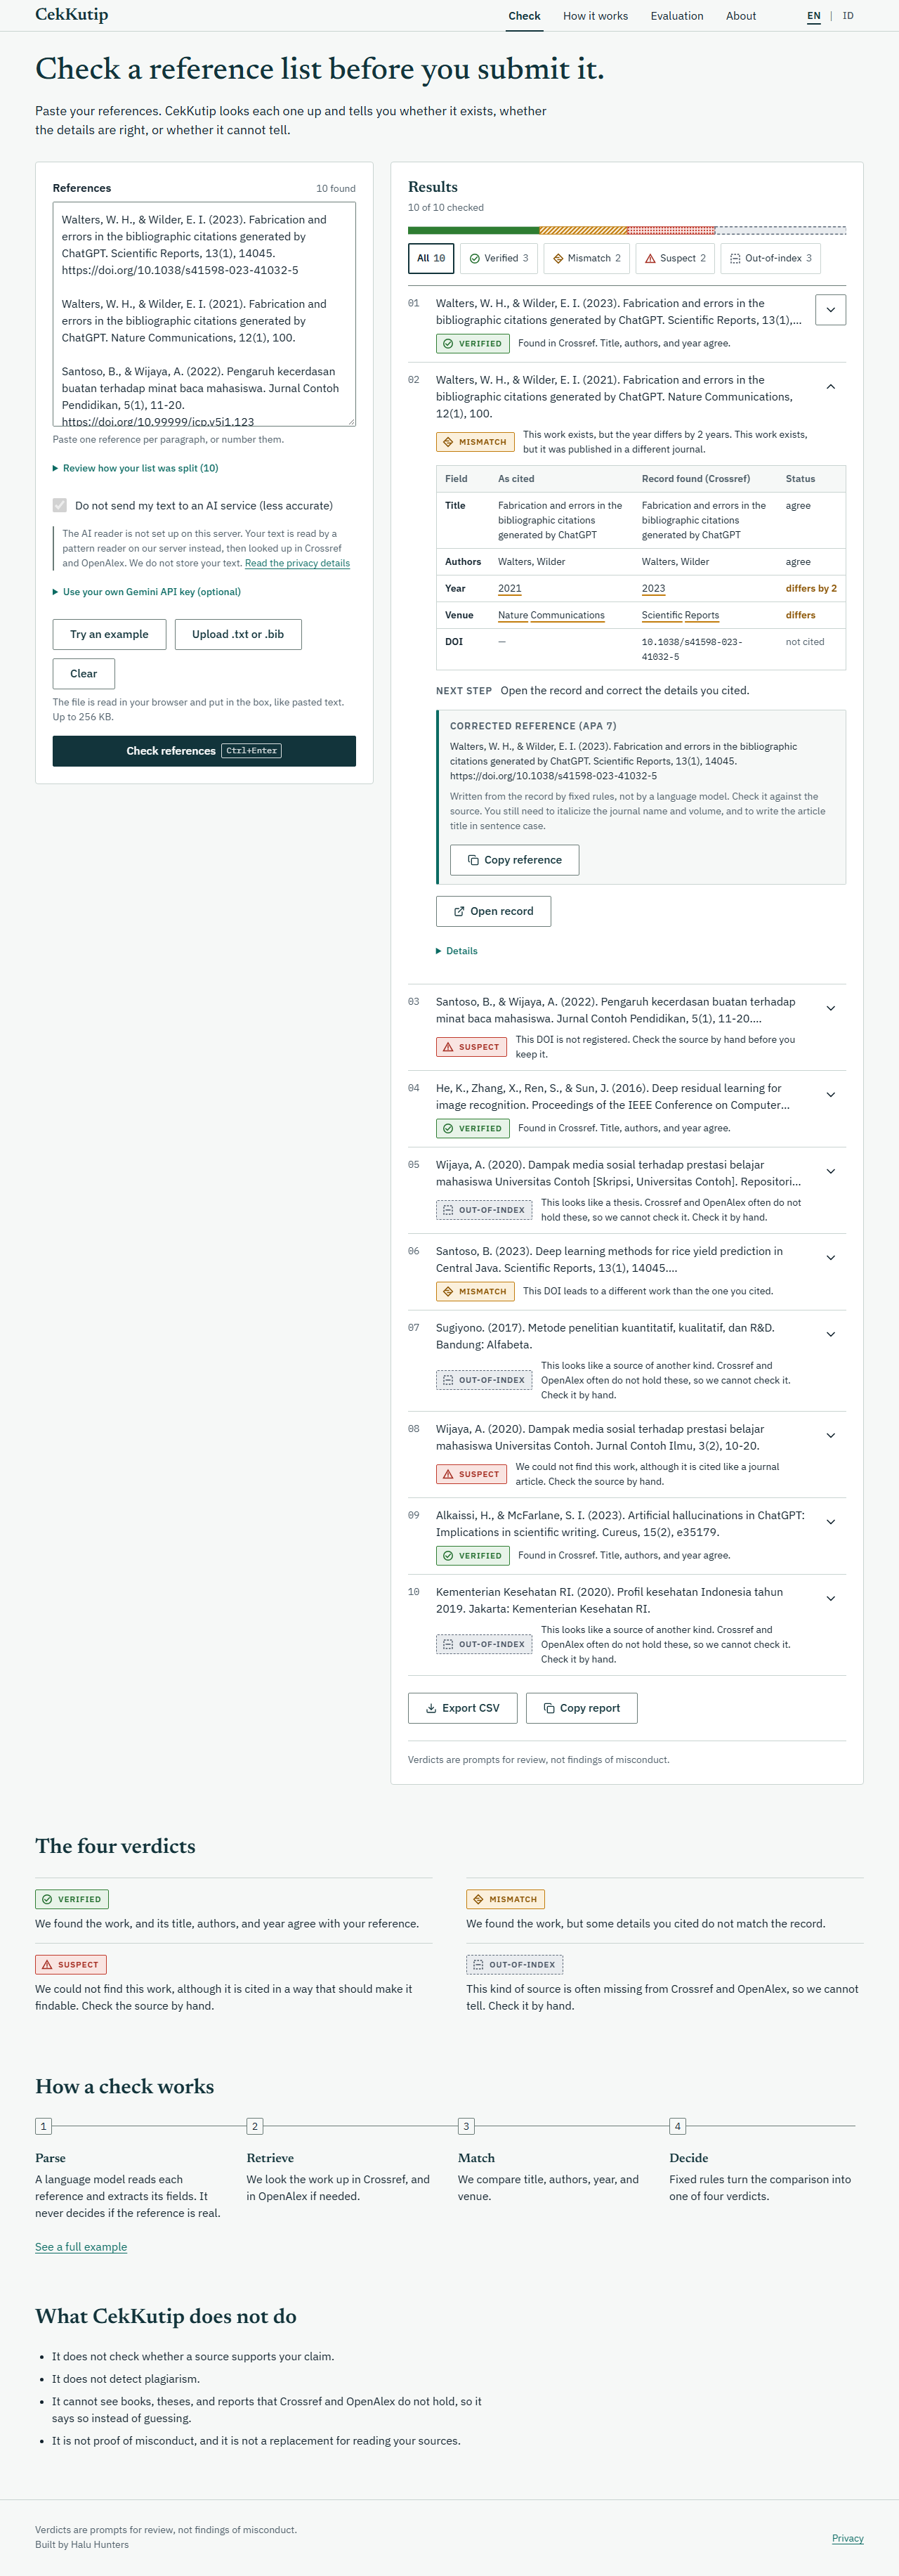 CekKutip
Check How it works Evaluation About EN | ID
Check a reference list before you submit it.
Paste your references. CekKutip looks each one up and tells you whether it exists, whether
the details are right, or whether it cannot tell.
References 10 found
Walters, W. H., & Wilder, E. I. (2023). Fabrication and
errors in the bibliographic citations generated by
ChatGPT. Scientific Reports, 13(1), 14045.
https://doi.org/10.1038/s41598-023-41032-5
Walters, W. H., & Wilder, E. I. (2021). Fabrication and
errors in the bibliographic citations generated by
ChatGPT. Nature Communications, 12(1), 100.
Santoso, B., & Wijaya, A. (2022). Pengaruh kecerdasan
buatan terhadap minat baca mahasiswa. Jurnal Contoh
Pendidikan, 5(1), 11-20.
https://doi.org/10.99999/jcp.v5i1.123
Paste one reference per paragraph, or number them.
Review how your list was split (10)
Do not send my text to an AI service (less accurate)
The AI reader is not set up on this server. Your text is read by a
pattern reader on our server instead, then looked up in Crossref
and OpenAlex. We do not store your text. Read the privacy details
Use your own Gemini API key (optional)
Try an example Upload .txt or .bib
Clear
The file is read in your browser and put in the box, like pasted text.
Up to 256 KB.
Check references Ctrl+Enter
Results
10 of 10 checked
All 10 Verified 3 Mismatch 2 Suspect 2 Out-of-index 3
01 Walters, W. H., & Wilder, E. I. (2023). Fabrication and errors in the
bibliographic citations generated by ChatGPT. Scientific Reports, 13(1),...
VERIFIED Found in Crossref. Title, authors, and year agree.
02 Walters, W. H., & Wilder, E. I. (2021). Fabrication and errors in the
bibliographic citations generated by ChatGPT. Nature Communications,
12(1), 100.
MISMATCH This work exists, but the year differs by 2 years. This work exists,
but it was published in a different journal.
Field As cited Record found (Crossref) Status
Title Fabrication and errors in the Fabrication and errors in the agree
bibliographic citations bibliographic citations
generated by ChatGPT generated by ChatGPT
Authors Walters, Wilder Walters, Wilder agree
Year 2021 2023 differs by 2
Venue Nature Communications Scientific Reports differs
DOI — 10.1038/s41598-023- not cited
41032-5
NEXT STEP Open the record and correct the details you cited.
CORRECTED REFERENCE (APA 7)
Walters, W. H., & Wilder, E. I. (2023). Fabrication and errors in the bibliographic
citations generated by ChatGPT. Scientific Reports, 13(1), 14045.
https://doi.org/10.1038/s41598-023-41032-5
Written from the record by fixed rules, not by a language model. Check it against the
source. You still need to italicize the journal name and volume, and to write the article
title in sentence case.
Copy reference
Open record
Details
03 Santoso, B., & Wijaya, A. (2022). Pengaruh kecerdasan buatan terhadap
minat baca mahasiswa. Jurnal Contoh Pendidikan, 5(1), 11-20....
SUSPECT This DOI is not registered. Check the source by hand before you
keep it.
04 He, K., Zhang, X., Ren, S., & Sun, J. (2016). Deep residual learning for
image recognition. Proceedings of the IEEE Conference on Computer...
VERIFIED Found in Crossref. Title, authors, and year agree.
05 Wijaya, A. (2020). Dampak media sosial terhadap prestasi belajar
mahasiswa Universitas Contoh [Skripsi, Universitas Contoh]. Repositori...
OUT-OF-INDEX This looks like a thesis. Crossref and OpenAlex often do not
hold these, so we cannot check it. Check it by hand.
06 Santoso, B. (2023). Deep learning methods for rice yield prediction in
Central Java. Scientific Reports, 13(1), 14045....
MISMATCH This DOI leads to a different work than the one you cited.
07 Sugiyono. (2017). Metode penelitian kuantitatif, kualitatif, dan R&D.
Bandung: Alfabeta.
OUT-OF-INDEX This looks like a source of another kind. Crossref and
OpenAlex often do not hold these, so we cannot check it.
Check it by hand.
08 Wijaya, A. (2020). Dampak media sosial terhadap prestasi belajar
mahasiswa Universitas Contoh. Jurnal Contoh Ilmu, 3(2), 10-20.
SUSPECT We could not find this work, although it is cited like a journal
article. Check the source by hand.
09 Alkaissi, H., & McFarlane, S. I. (2023). Artificial hallucinations in ChatGPT:
Implications in scientific writing. Cureus, 15(2), e35179.
VERIFIED Found in Crossref. Title, authors, and year agree.
10 Kementerian Kesehatan RI. (2020). Profil kesehatan Indonesia tahun
2019. Jakarta: Kementerian Kesehatan RI.
OUT-OF-INDEX This looks like a source of another kind. Crossref and
OpenAlex often do not hold these, so we cannot check it.
Check it by hand.
Export CSV Copy report
Verdicts are prompts for review, not findings of misconduct.
The four verdicts
VERIFIED MISMATCH
We found the work, and its title, authors, and year agree with your reference. We found the work, but some details you cited do not match the record.
SUSPECT OUT-OF-INDEX
We could not find this work, although it is cited in a way that should make it This kind of source is often missing from Crossref and OpenAlex, so we cannot
findable. Check the source by hand. tell. Check it by hand.
How a check works
1 2 3 4
Parse Retrieve Match Decide
A language model reads each We look the work up in Crossref, and We compare title, authors, year, and Fixed rules turn the comparison into
reference and extracts its fields. It in OpenAlex if needed. venue. one of four verdicts.
never decides if the reference is real.
See a full example
What CekKutip does not do
• It does not check whether a source supports your claim.
• It does not detect plagiarism.
• It cannot see books, theses, and reports that Crossref and OpenAlex do not hold, so it
says so instead of guessing.
• It is not proof of misconduct, and it is not a replacement for reading your sources.
Verdicts are prompts for review, not findings of misconduct.
Built by Halu Hunters Privacy